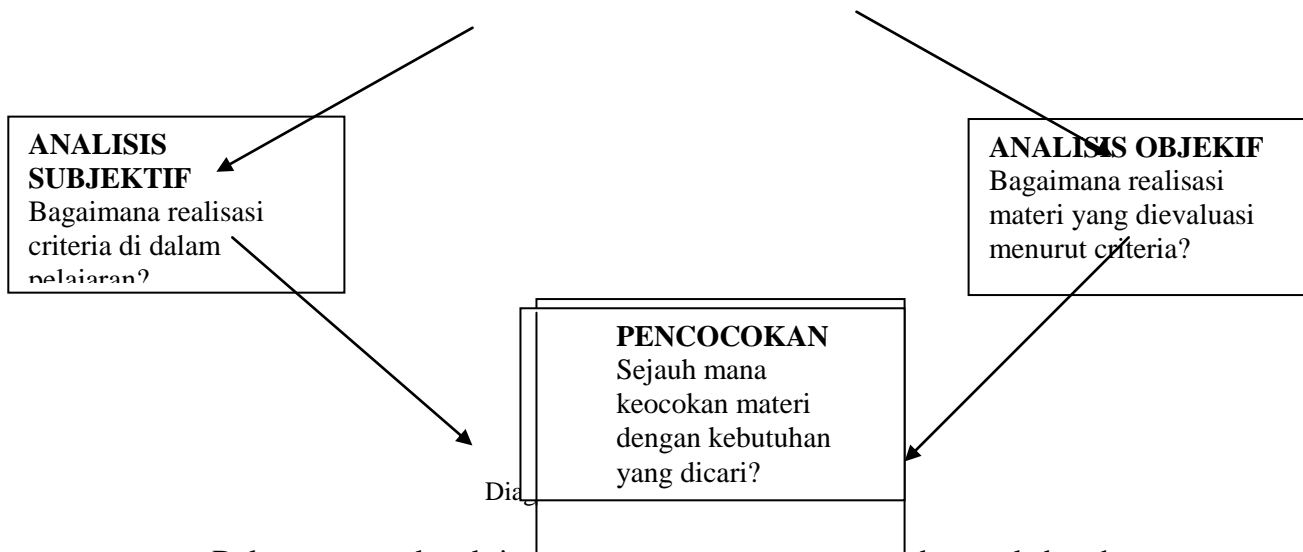 ANALISIS
SUBJEKTIF
Bagaimana realisasi
criteria di dalam
pelajaran?
ANALISIS OBJEKIF
Bagaimana realisasi
materi yang dievaluasi
menurut criteria?
PENCOCOKAN
Sejauh mana
keocokan materi
dengan kebutuhan
yang dicari?